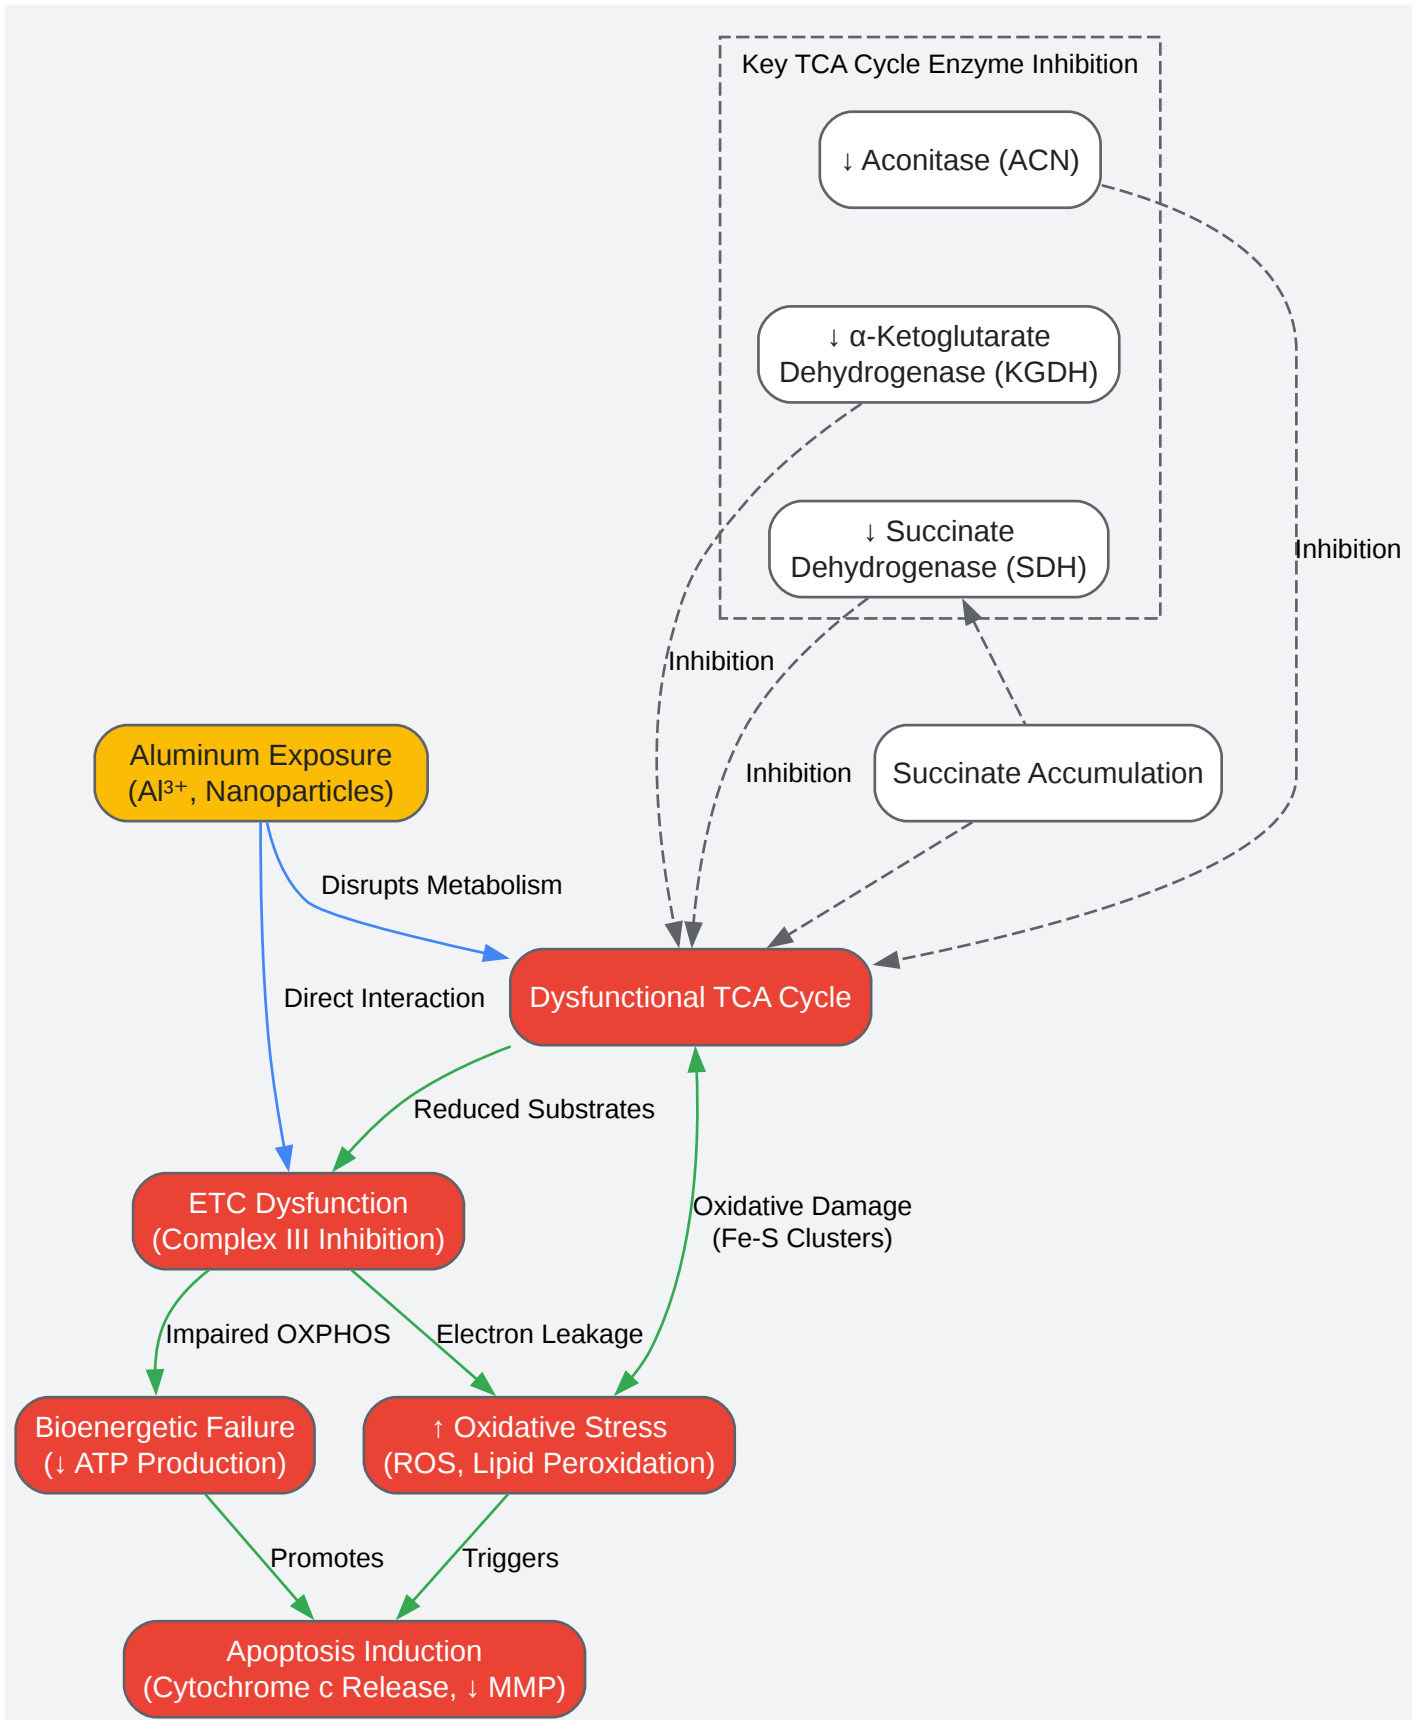 Key TCA Cycle Enzyme Inhibition
↓ Aconitase (ACN)
↓ α-Ketoglutarate
Dehydrogenase (KGDH)
↓ Succinate
Dehydrogenase (SDH)
Inhibition
Inhibition
Aluminum Exposure
(Al³⁺, Nanoparticles)
Inhibition
Succinate Accumulation
Disrupts Metabolism
Direct Interaction
Dysfunctional TCA Cycle
Reduced Substrates
ETC Dysfunction
(Complex III Inhibition)
Oxidative Damage
(Fe-S Clusters)
Impaired OXPHOS
Electron Leakage
Bioenergetic Failure
(↓ ATP Production)
↑ Oxidative Stress
(ROS, Lipid Peroxidation)
Promotes
Triggers
Apoptosis Induction
(Cytochrome c Release, ↓ MMP)